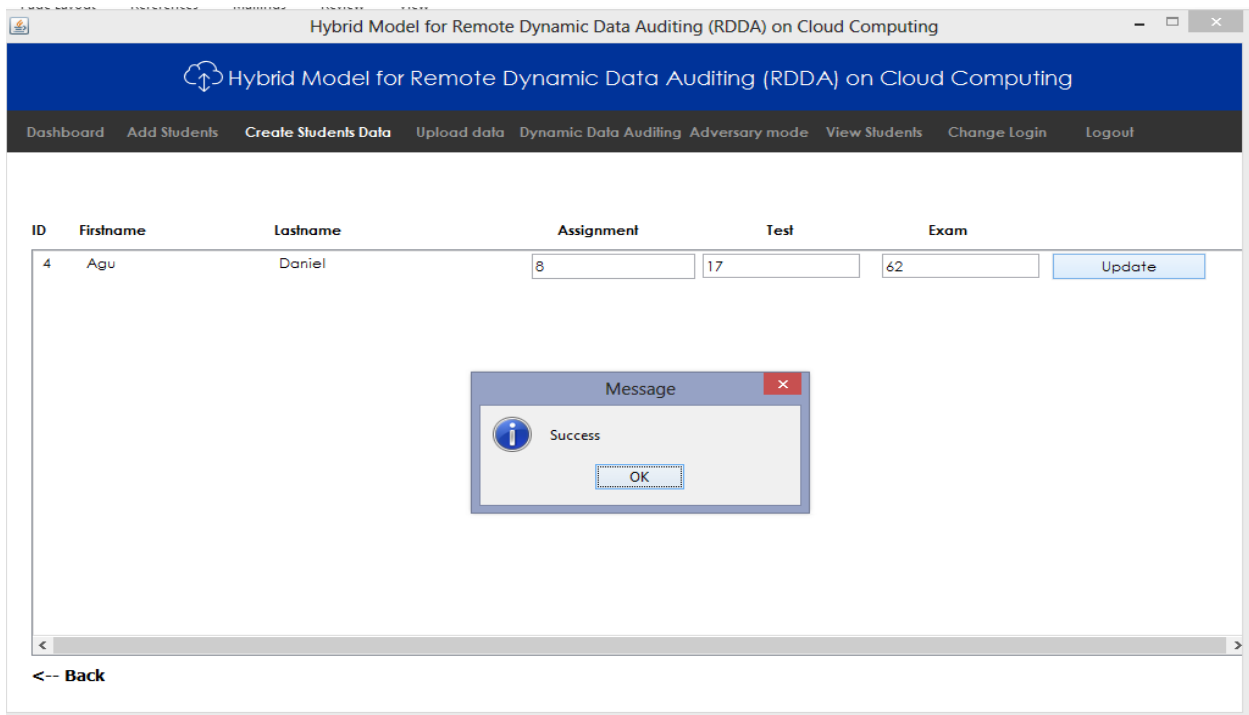 Hybrid Model for Remote Dynamic Data Auditing (RDDA) on Cloud Computing
Hybrid Model for Remote Dynamic Data Auditing (RDDA) on Cloud Computing
Dashboard Add Students Create Students Data Upload data Dynamic Data Auditing Adversary mode View Students Change Login Logout
ID Firstname Lastname Assignment Test Exam
4 Agu Daniel 8 17 62 Update
Message
Success
OK
<-- Back